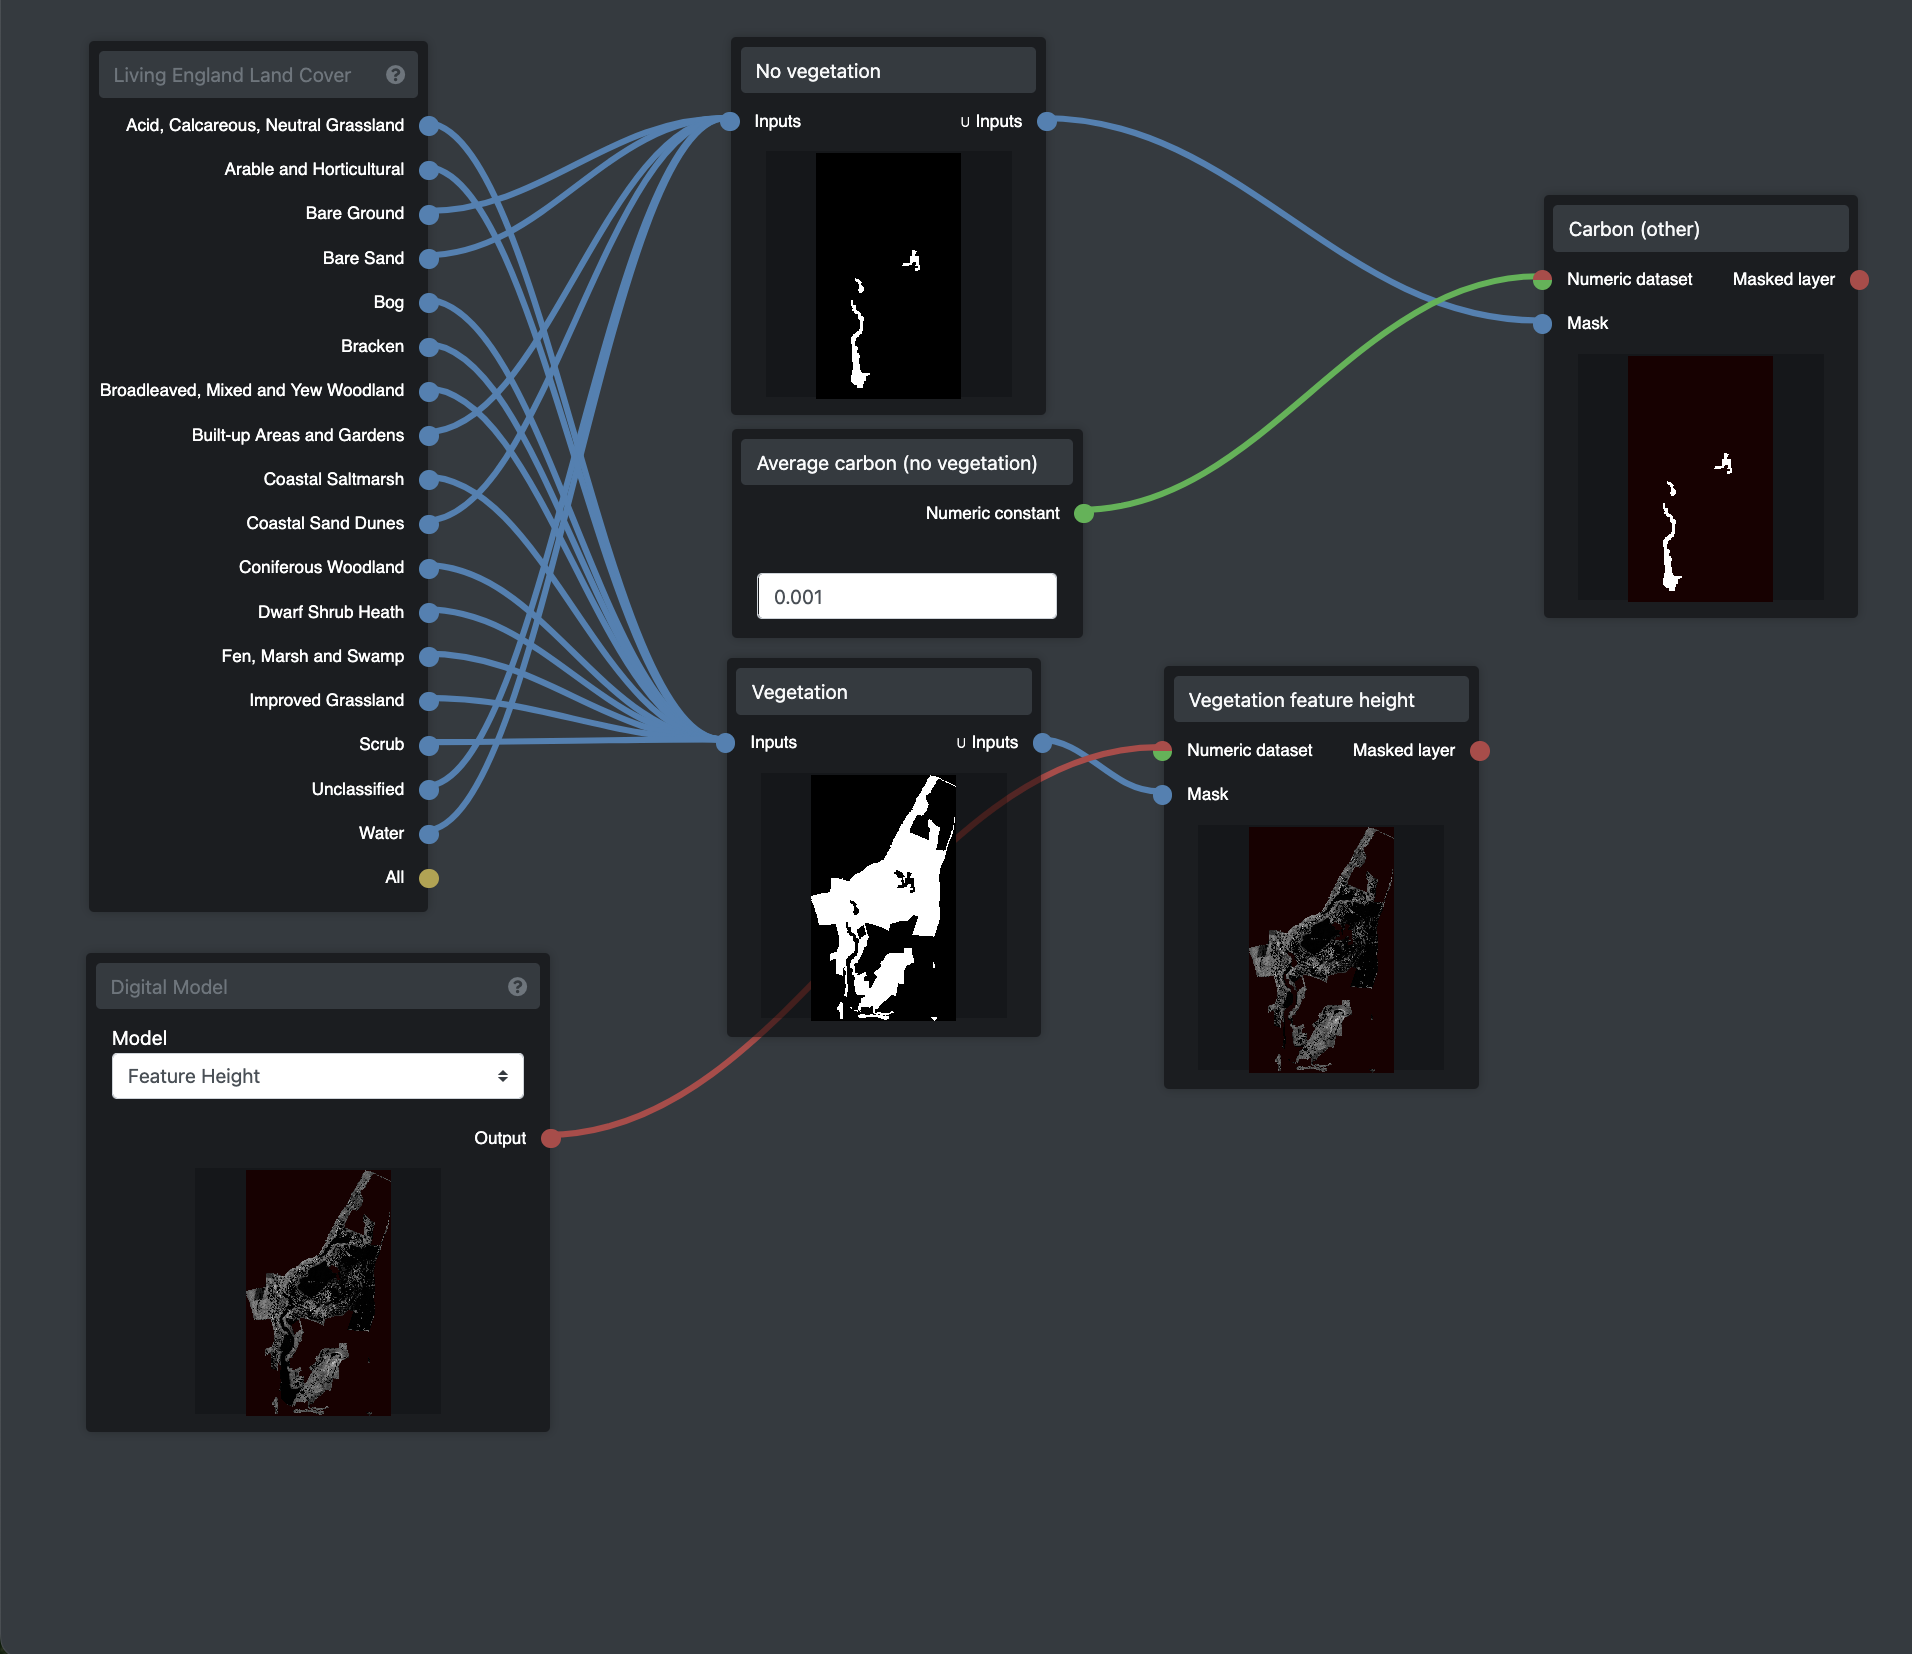 Living England Land Cover
Acid, Calcareous, Neutral Grassland
Arable and Horticultural
Bare Ground
Bare Sand
Bog
Bracken
Broadleaved, Mixed and Yew Woodland
Built-up Areas and Gardens
Coastal Saltmarsh
Coastal Sand Dunes
Coniferous Woodland
Dwarf Shrub Heath
Fen, Marsh and Swamp
Improved Grassland
Scrub
Unclassified
Water
All
Digital Model
Model
Feature Height
Output
No vegetation
Inputs ∪ Inputs
Average carbon (no vegetation)
Numeric constant
0.001
Vegetation
Inputs ∪ Inputs
Vegetation feature height
Numeric dataset Masked layer
Mask
Carbon (other)
Numeric dataset Masked layer
Mask